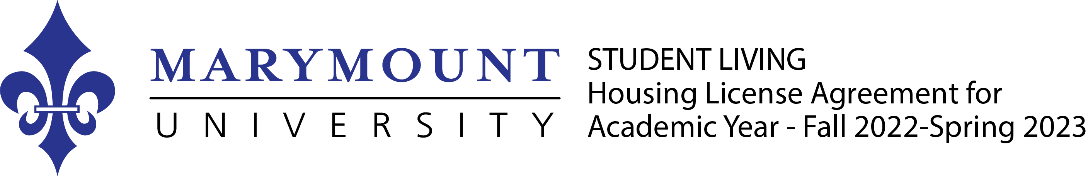 MARYMOUNT
UNIVERSITY
STUDENT LIVING
Housing License Agreement for
Academic Year - Fall 2022-Spring 2023